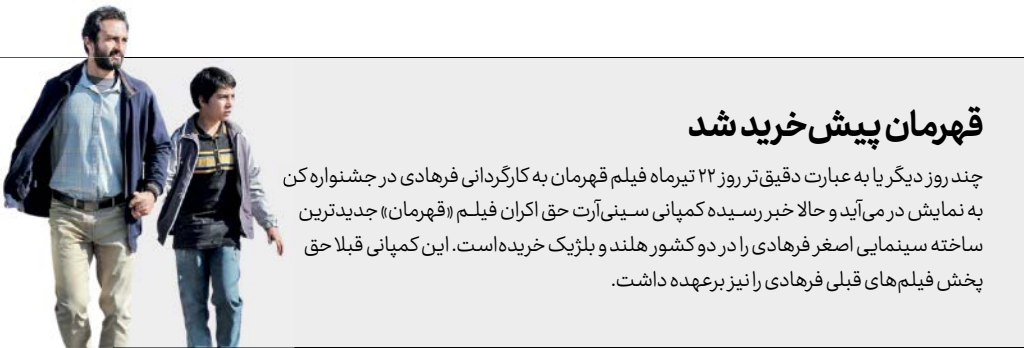 قهرمان پیش‌خرید شد
چند روز دیگر یا به عبارت دقیق‌تر روز ۲۲ تیرماه فیلم قهرمان به کارگردانی فرهادی در جشنواره کن
به نمایش در می‌آید و حالا خبر رسیده کمپانی سینی‌آرت حق اکران فیلم «قهرمان» جدیدترین
ساخته سینمایی اصغر فرهادی را در دو کشور هلند و بلژیک خریده‌است. این کمپانی قبلا حق
پخش فیلم‌های قبلی فرهادی را نیز برعهده داشت.